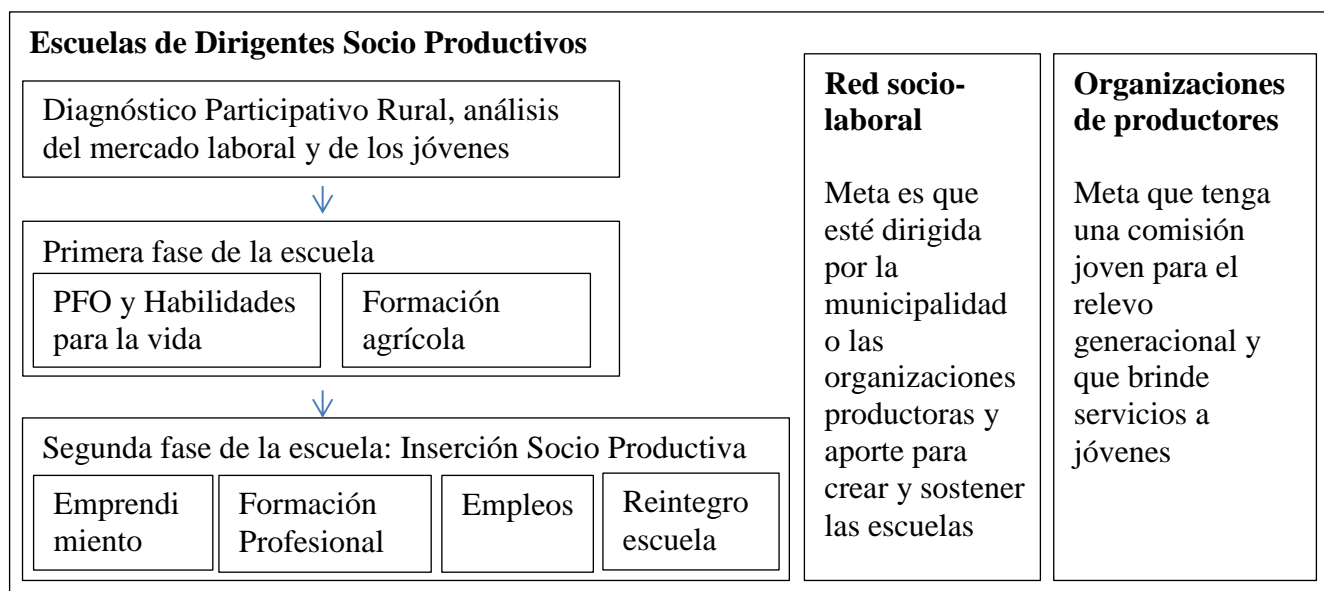 Escuelas de Dirigentes Socio Productivos
Diagnóstico Participativo Rural, análisis
del mercado laboral y de los jóvenes
Primera fase de la escuela
PFO y Habilidades
para la vida
Formación
agrícola
Segunda fase de la escuela: Inserción Socio Productiva
Emprendi
miento
Formación
Profesional
Empleos
Reintegro
escuela
Red socio-
laboral
Meta es que
esté dirigida
por la
municipalidad
o las
organizaciones
productoras y
aporte para
crear y sostener
las escuelas
Organizaciones
de productores
Meta que tenga
una comisión
joven para el
relevo
generacional y
que brinde
servicios a
jóvenes